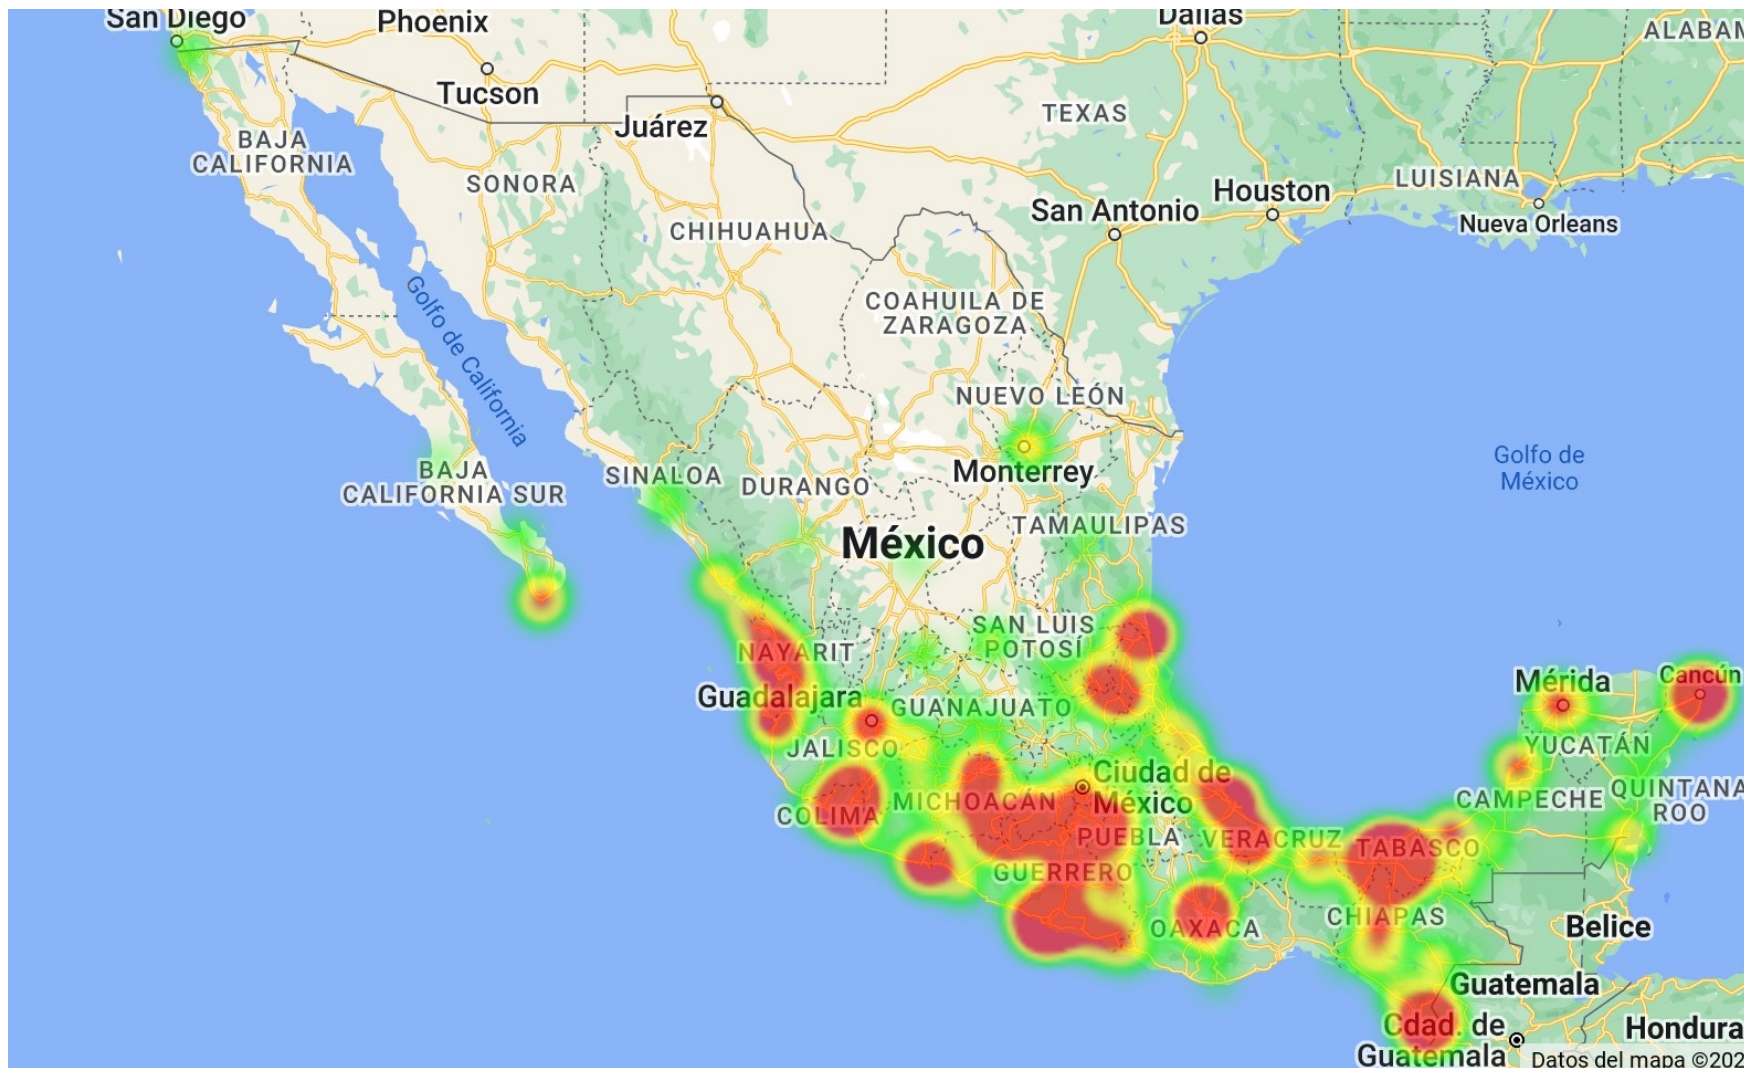 San Diego
Phoenix
Dallas
ALABAM
Tucson
Juárez
TEXAS
BAJA
CALIFORNIA
SONORA
LUISIANA
Houston
San Antonio
Nueva Orleans
CHIHUAHUA
Golfo de California
COAHUILA DE
ZARAGOZA
NUEVO LEÓN
Golfo de
México
BAJA
CALIFORNIA SUR
SINALOA
DURANGO
Monterrey
México
TAMAULIPAS
SAN LUIS
POTOSÍ
NAYARIT
Guadalajara
GUANAJUATO
Mérida
Cancún
JALISCO
YUCATÁN
Ciudad de
México
COLIMA
MICHOACÁN
CAMPECHE
QUINTANA
ROO
PUEBLA
VERACRUZ
TABASCO
GUERRERO
OAXACA
CHIAPAS
Belice
Guatemala
Cdad. de
Guatemala
Hondura
Datos del mapa ©202